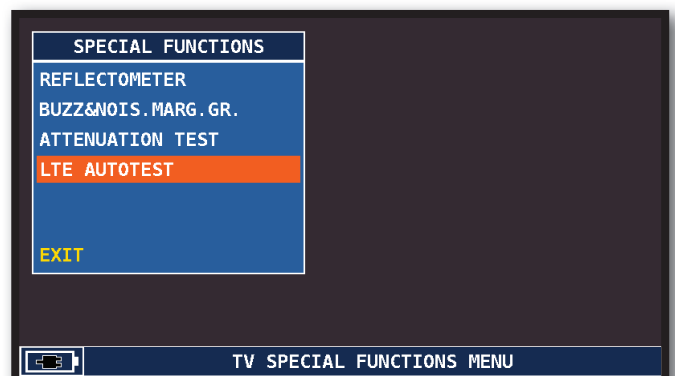 SPECIAL FUNCTIONS
REFLECTOMETER
BUZZ&NOIS.MARG.GR.
ATTENUATION TEST
LTE AUTOTEST
EXIT
TV SPECIAL FUNCTIONS MENU